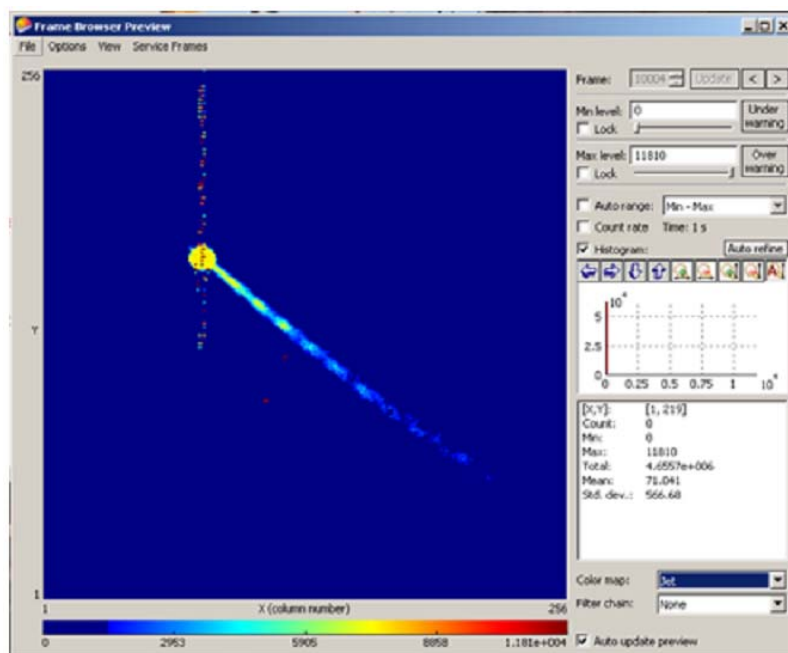 Frame Browser Preview
File Options View Service Frames
256
Y
1
1 X (column number) 256
0 2953 5905 8858 1.181e+004
Frame: 10004 Update < >
Min level: 0 Under warning
Lock
Max level: 11810 Over warning
Lock
Auto range: Min - Max
Count rate Time: 1 s
Histogram: Auto refine
10⁴
5
2.5
0
0 0.25 0.5 0.75 1 10⁴
[X,Y]: [1, 219]
Count: 0
Min: 0
Max: 11810
Total: 4.6557e+006
Mean: 71.041
Std. dev.: 566.68
Color map: Jet
Filter chain: None
Auto update preview